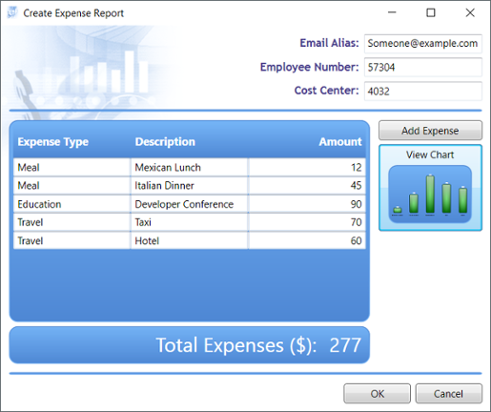 Create Expense Report
Email Alias: Someone@example.com
Employee Number: 57304
Cost Center: 4032
Add Expense
View Chart
Expense Type Description Amount
Meal Mexican Lunch 12
Meal Italian Dinner 45
Education Developer Conference 90
Travel Taxi 70
Travel Hotel 60
Total Expenses ($): 277
OK Cancel